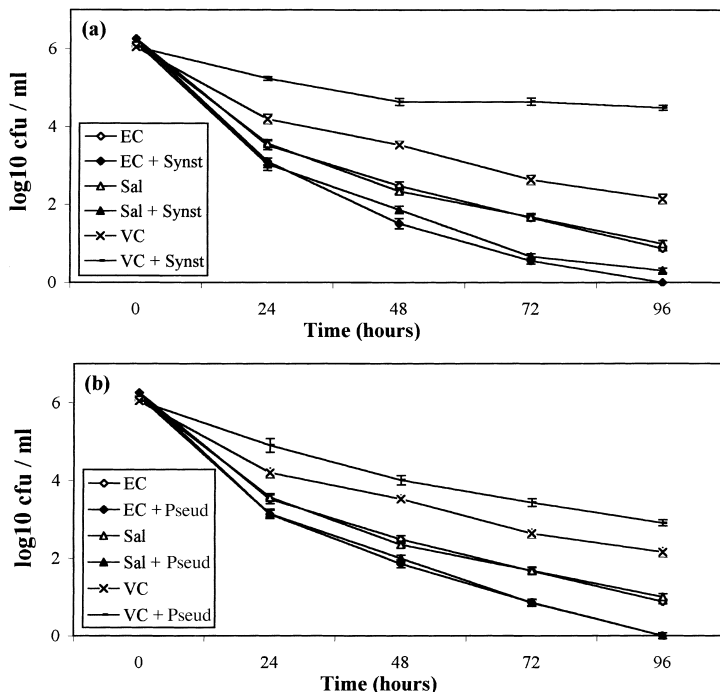 (a)
log10 cfu / ml
6
4
2
0
EC
EC + Synst
Sal
Sal + Synst
VC
VC + Synst
0 24 48 72 96
Time (hours)
(b)
log10 cfu / ml
6
4
2
0
EC
EC + Pseud
Sal
Sal + Pseud
VC
VC + Pseud
0 24 48 72 96
Time (hours)